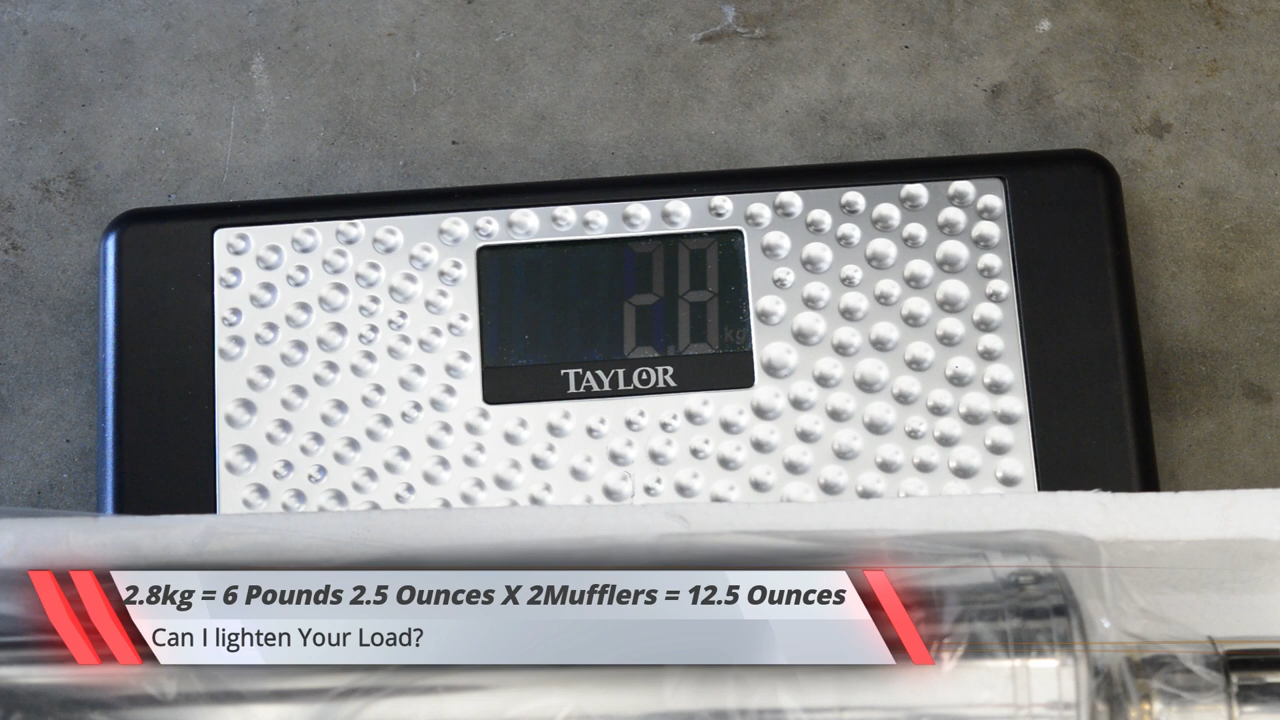 2.8
kg
TAYLOR
2.8kg = 6 Pounds 2.5 Ounces X 2Mufflers = 12.5 Ounces
Can I lighten Your Load?